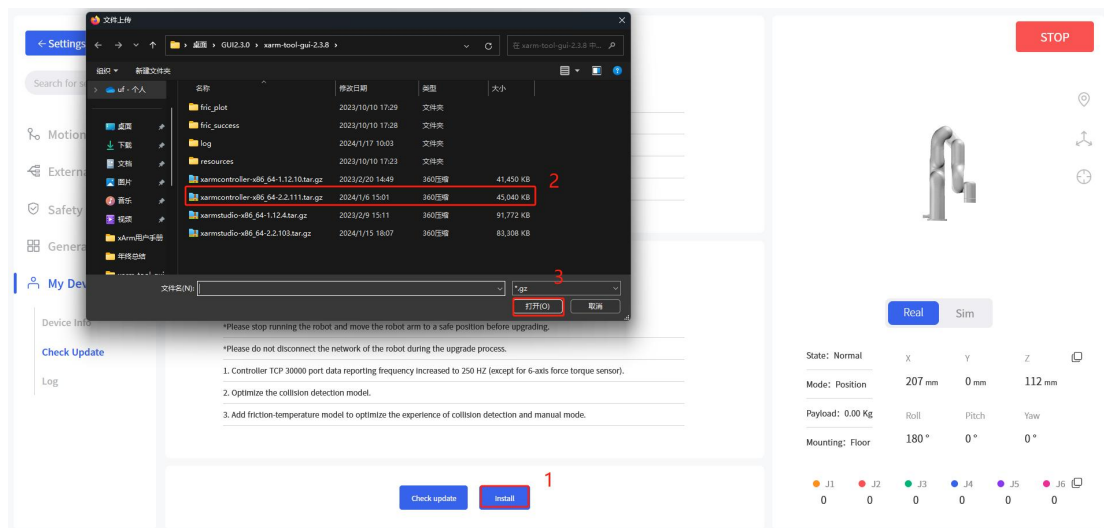 文件上传
← Settings
桌面 › GUI2.3.0 › xarm-tool-gui-2.3.8 ›
在 xarm-tool-gui-2.3.8 中...
STOP
组织 新建文件夹
Search for s
uf - 个人
名称 修改日期 类型 大小
fric_plot 2023/10/10 17:29 文件夹
桌面 fric_success 2023/10/10 17:28 文件夹
下载 log 2024/1/17 10:03 文件夹
文档 resources 2023/10/10 17:23 文件夹
图片 xarmcontroller-x86_64-1.12.10.tar.gz 2023/2/20 14:49 360压缩 41,450 KB
2
音乐 xarmcontroller-x86_64-2.2.111.tar.gz 2024/1/6 15:01 360压缩 45,040 KB
视频 xarmstudio-x86_64-1.12.4.tar.gz 2023/2/9 15:11 360压缩 91,772 KB
xArm用户手册 xarmstudio-x86_64-2.2.103.tar.gz 2024/1/15 18:07 360压缩 83,308 KB
年终总结
Motion
Externa
Safety
Genera
My Dev
3
文件名(N): *.gz
打开(O) 取消
Device Info
Check Update
Log
*Please stop running the robot and move the robot arm to a safe position before upgrading.
*Please do not disconnect the network of the robot during the upgrade process.
1. Controller TCP 30000 port data reporting frequency increased to 250 HZ (except for 6-axis force torque sensor).
2. Optimize the collision detection model.
3. Add friction-temperature model to optimize the experience of collision detection and manual mode.
Check update Install 1
Real Sim
State: Normal X Y Z
Mode: Position 207 mm 0 mm 112 mm
Payload: 0.00 Kg Roll Pitch Yaw
Mounting: Floor 180 ° 0 ° 0 °
J1 J2 J3 J4 J5 J6
0 0 0 0 0 0